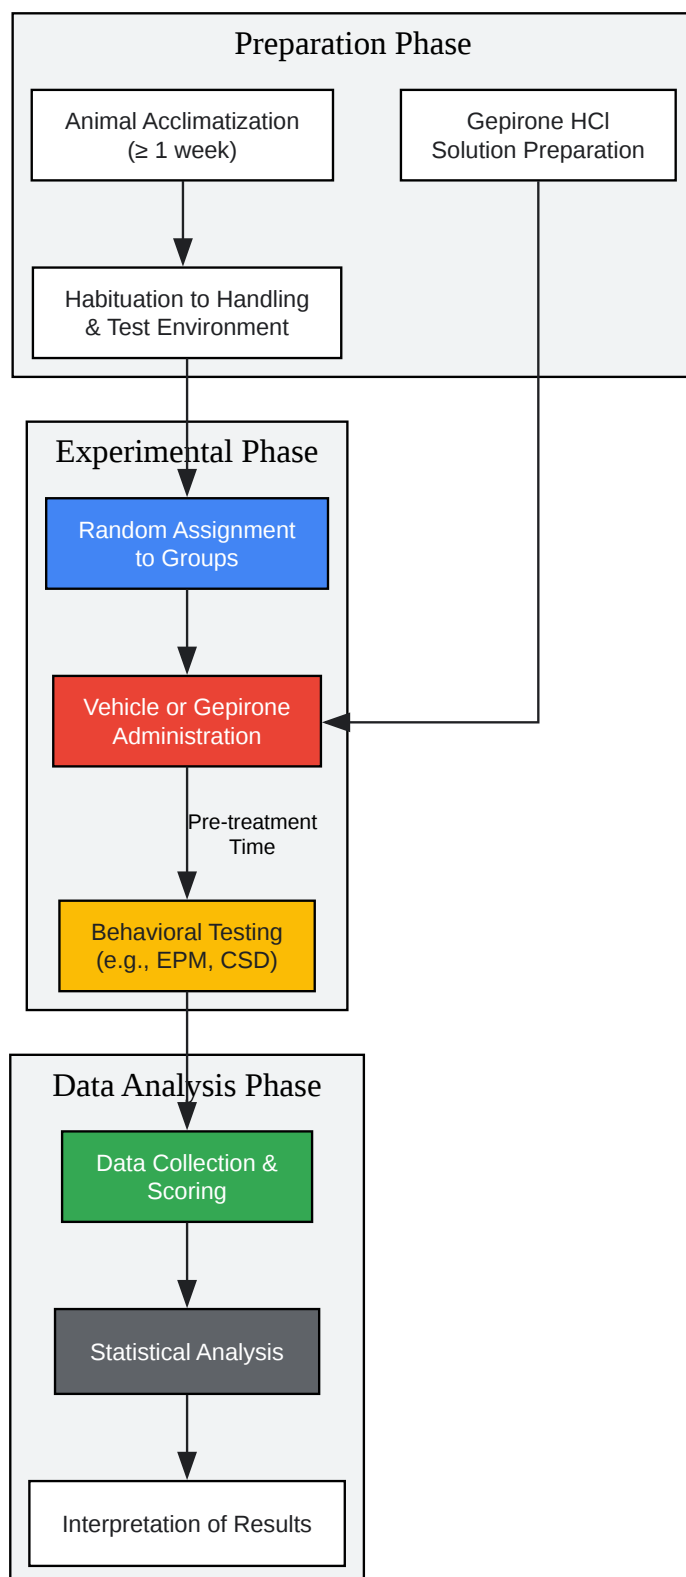 Preparation Phase
Animal Acclimatization
(≥ 1 week)
Gepirone HCl
Solution Preparation
Habituation to Handling
& Test Environment
Experimental Phase
Random Assignment
to Groups
Vehicle or Gepirone
Administration
Pre-treatment
Time
Behavioral Testing
(e.g., EPM, CSD)
Data Analysis Phase
Data Collection &
Scoring
Statistical Analysis
Interpretation of Results